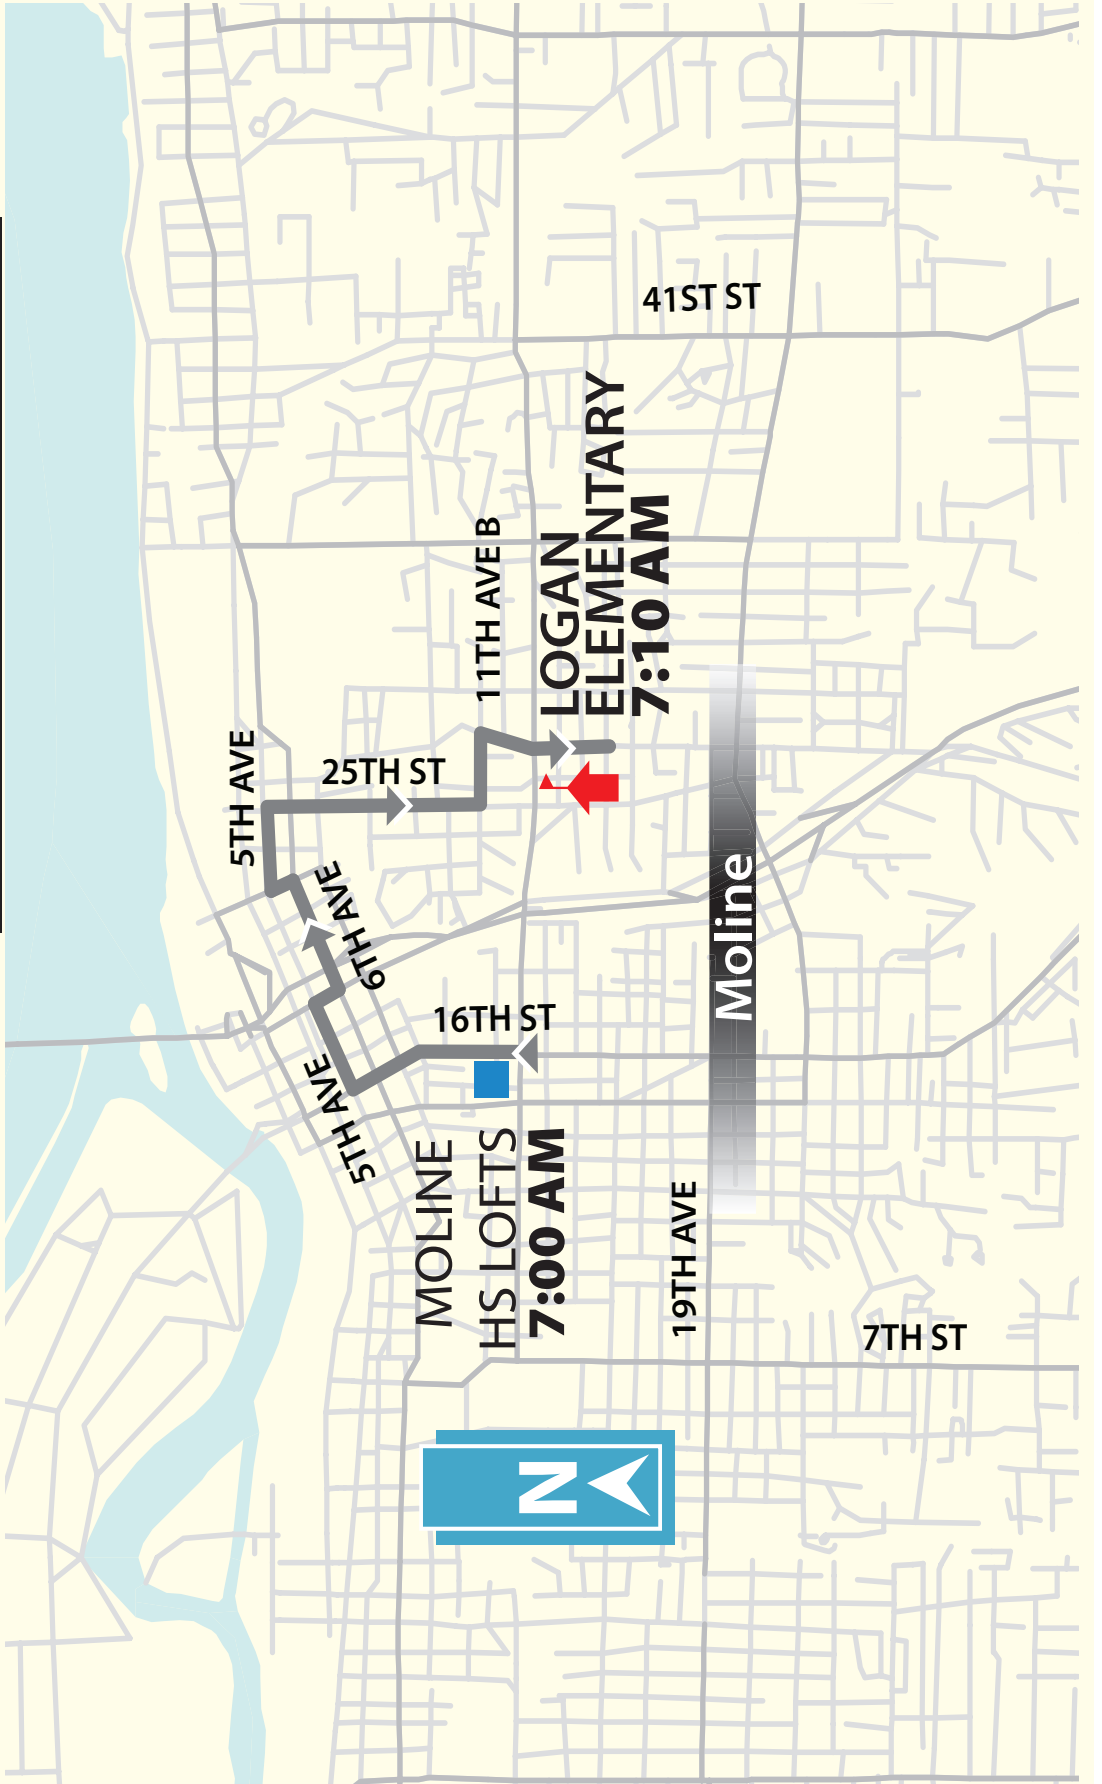 41ST ST
11TH AVE B
LOGAN
ELEMENTARY
7:10 AM
5TH AVE
25TH ST
6TH AVE
16TH ST
5TH AVE
Moline
MOLINE
HS LOFTS
7:00 AM
19TH AVE
7TH ST
N